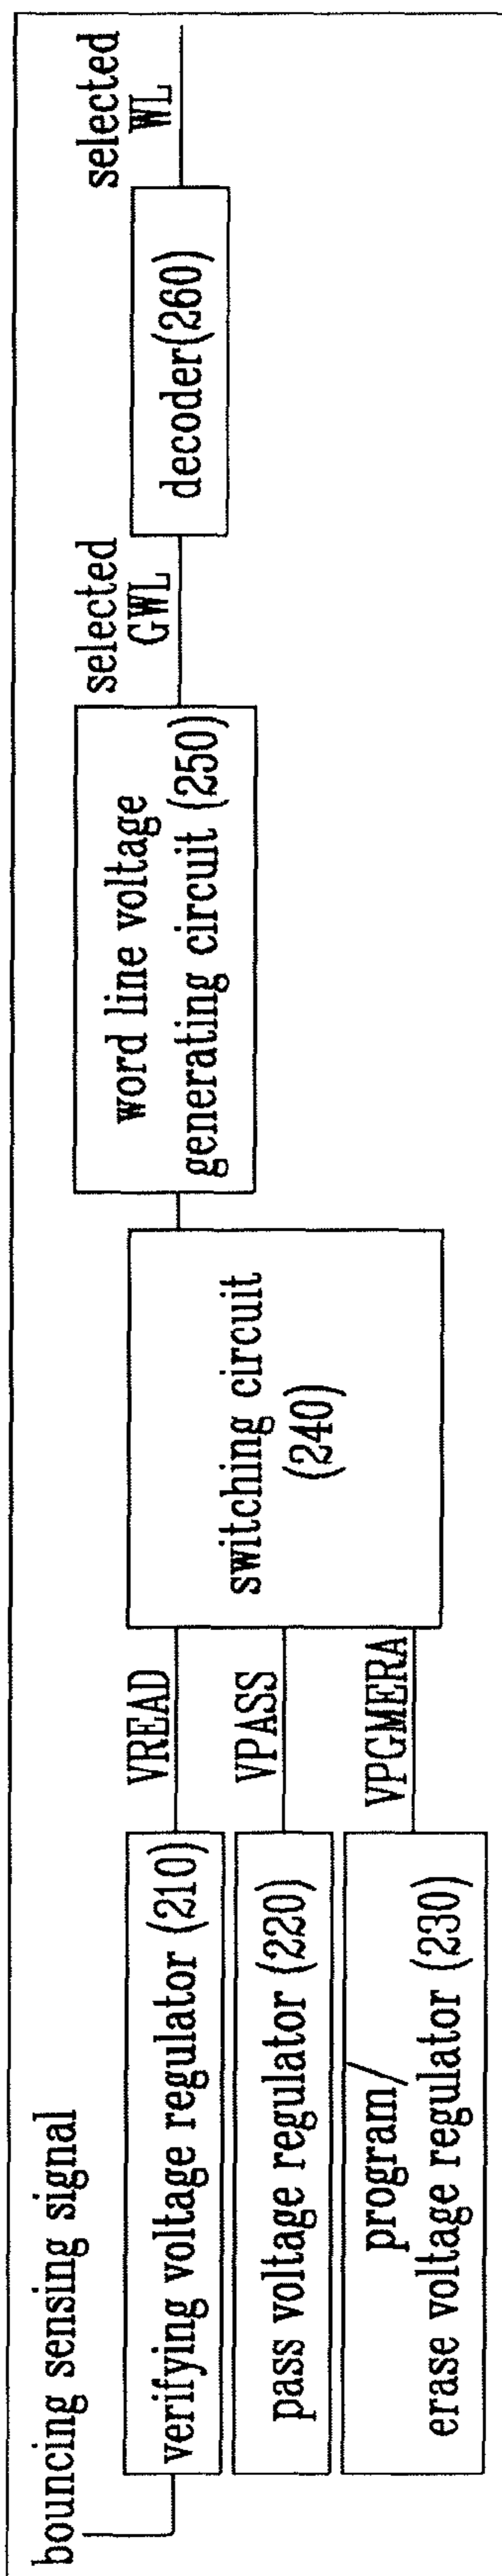 bouncing sensing signal
verifying voltage regulator (210)
pass voltage regulator (220)
program/
erase voltage regulator (230)
VREAD
VPASS
VPGMERA
switching circuit
(240)
word line voltage
generating circuit (250)
selected
GWL
decoder(260)
selected
WL